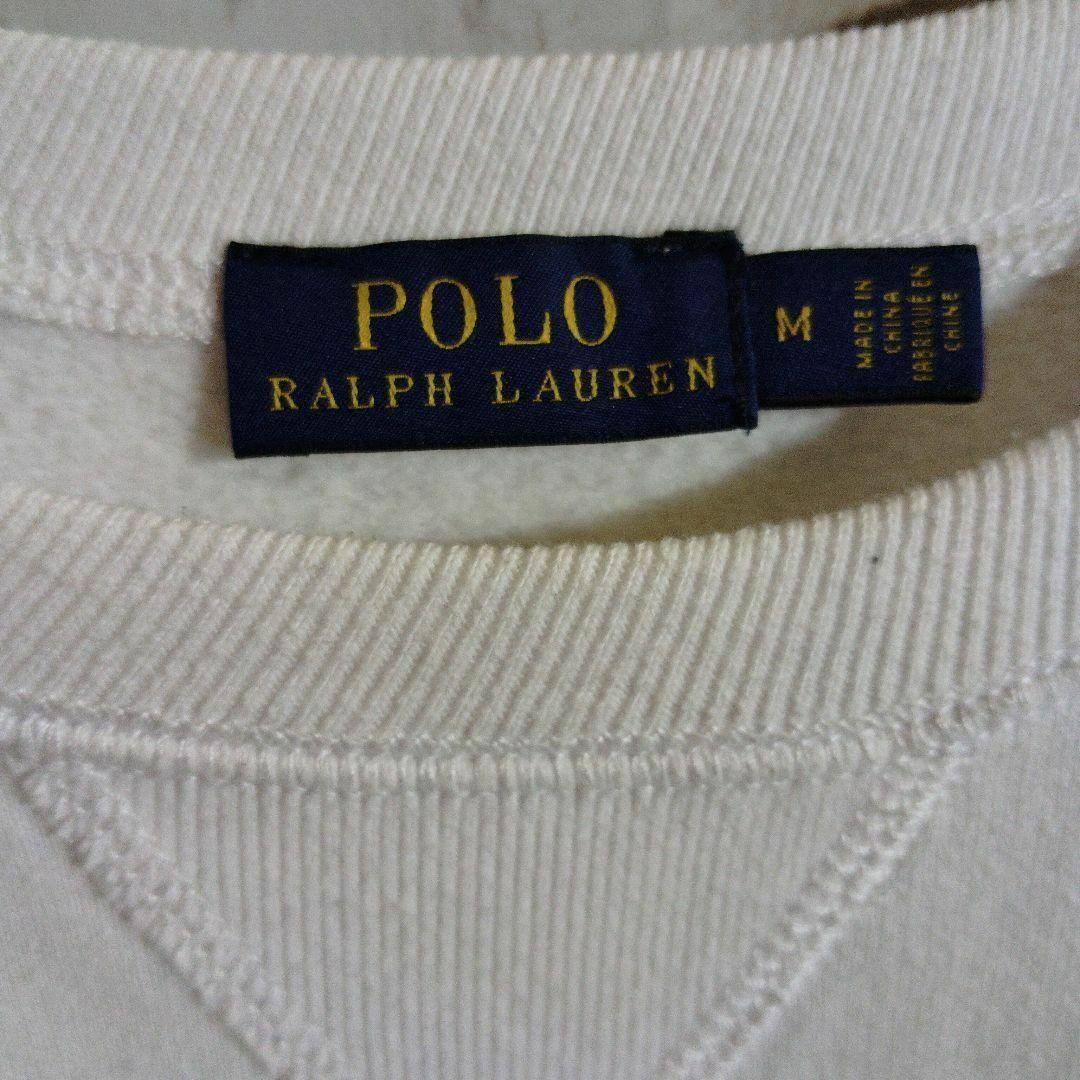 POLO
RALPH LAUREN
M
MADE IN
CHINA
FABRIQUÉ EN
CHINE